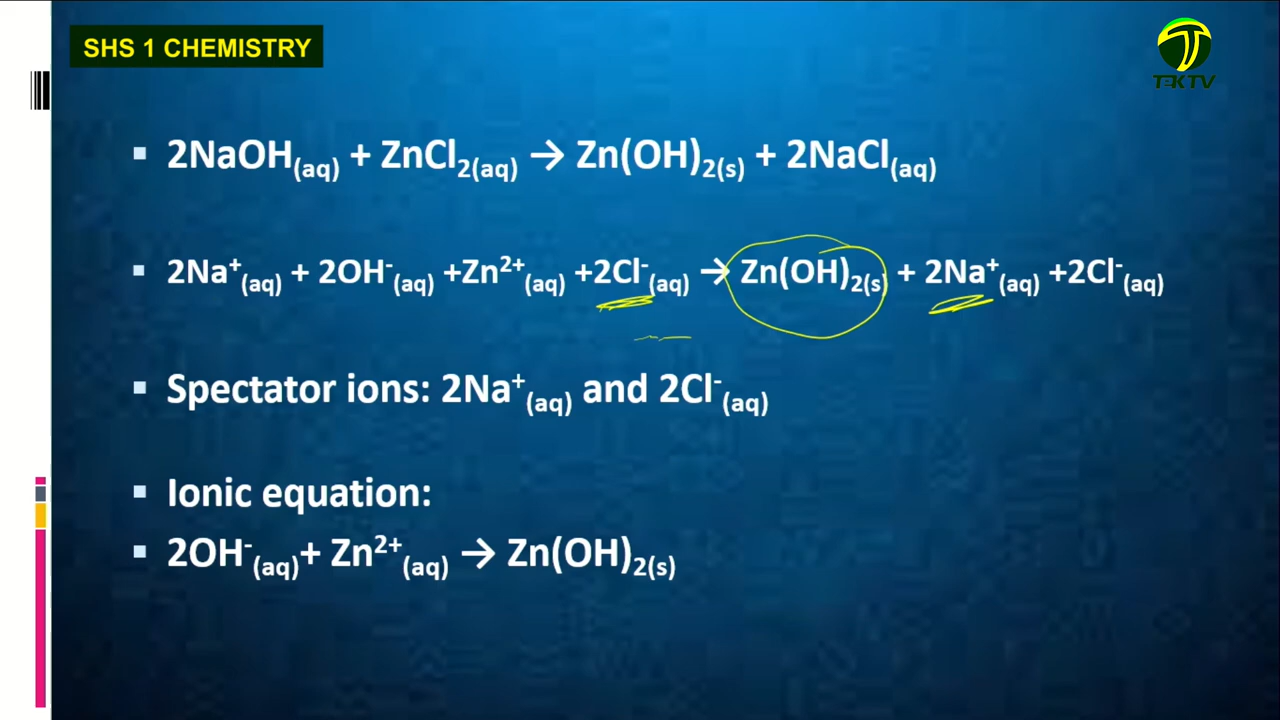 SHS 1 CHEMISTRY
TEK TV
▪ 2NaOH(aq) + ZnCl2(aq) → Zn(OH)2(s) + 2NaCl(aq)
▪ 2Na⁺(aq) + 2OH⁻(aq) +Zn²⁺(aq) +2Cl⁻(aq) → Zn(OH)2(s) + 2Na⁺(aq) +2Cl⁻(aq)
▪ Spectator ions: 2Na⁺(aq) and 2Cl⁻(aq)
▪ Ionic equation:
▪ 2OH⁻(aq)+ Zn²⁺(aq) → Zn(OH)2(s)